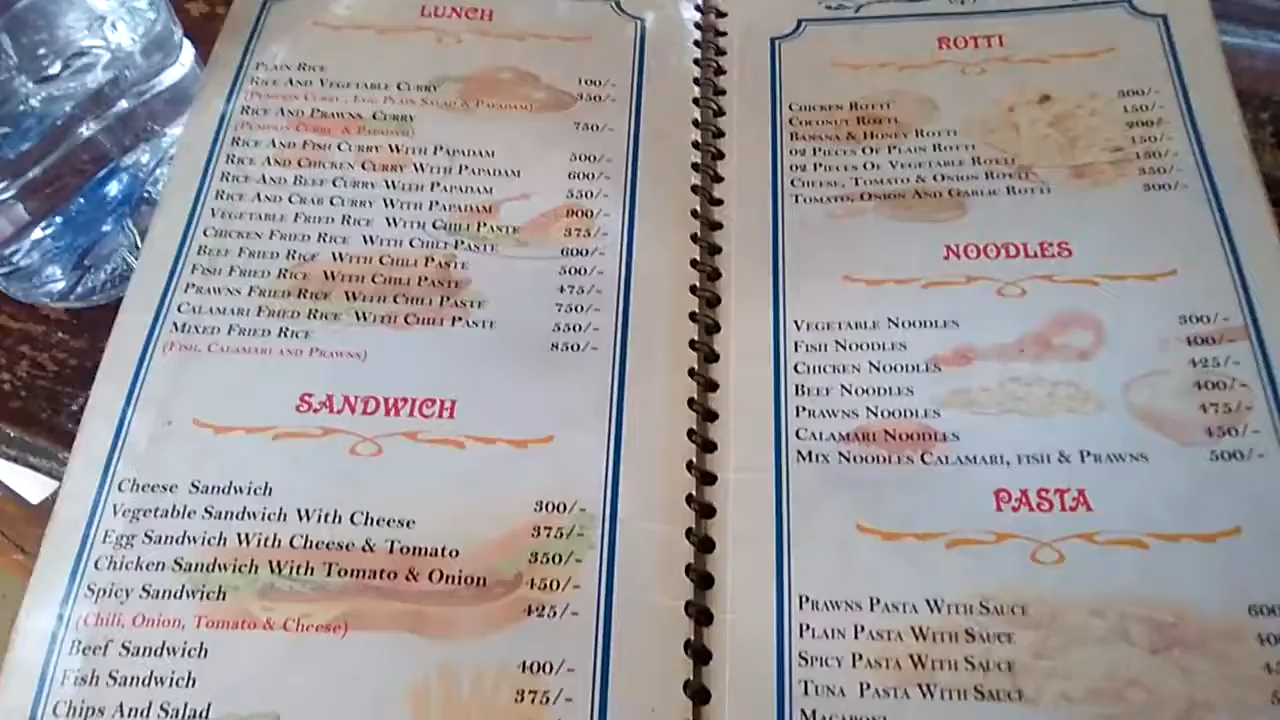 LUNCH
PLAIN RICE 100/-
RICE AND VEGETABLE CURRY 350/-
(PUMPKIN CURRY, EGG PLAIN SALAD & PAPADAM)
RICE AND PRAWNS CURRY 750/-
(PUMPKIN CURRY & PAPADAM)
RICE AND FISH CURRY WITH PAPADAM 500/-
RICE AND CHICKEN CURRY WITH PAPADAM 600/-
RICE AND BEEF CURRY WITH PAPADAM 550/-
RICE AND CRAB CURRY WITH PAPADAM 900/-
VEGETABLE FRIED RICE WITH CHILI PASTE 375/-
CHICKEN FRIED RICE WITH CHILI PASTE 600/-
BEEF FRIED RICE WITH CHILI PASTE 500/-
FISH FRIED RICE WITH CHILI PASTE 475/-
PRAWNS FRIED RICE WITH CHILI PASTE 750/-
CALAMARI FRIED RICE WITH CHILI PASTE 550/-
MIXED FRIED RICE 850/-
(FISH, CALAMARI AND PRAWNS)
SANDWICH
Cheese Sandwich 300/-
Vegetable Sandwich With Cheese 375/-
Egg Sandwich With Cheese & Tomato 350/-
Chicken Sandwich With Tomato & Onion 450/-
Spicy Sandwich 425/-
(Chili, Onion, Tomato & Cheese)
Beef Sandwich 400/-
Fish Sandwich 375/-
Chips And Salad
ROTTI
CHICKEN ROTTI 300/-
COCONUT ROTTI 150/-
BANANA & HONEY ROTTI 200/-
02 PIECES OF PLAIN ROTTI 150/-
02 PIECES OF VEGETABLE ROTTI
CHEESE, TOMATO & ONION ROTTI 350/-
TOMATO, ONION AND GARLIC ROTTI 300/-
NOODLES
VEGETABLE NOODLES 300/-
FISH NOODLES 400/-
CHICKEN NOODLES 425/-
BEEF NOODLES 400/-
PRAWNS NOODLES 475/-
CALAMARI NOODLES 450/-
MIX NOODLES CALAMARI, FISH & PRAWNS 500/-
PASTA
PRAWNS PASTA WITH SAUCE
PLAIN PASTA WITH SAUCE
SPICY PASTA WITH SAUCE
TUNA PASTA WITH SAUCE
MACARONI